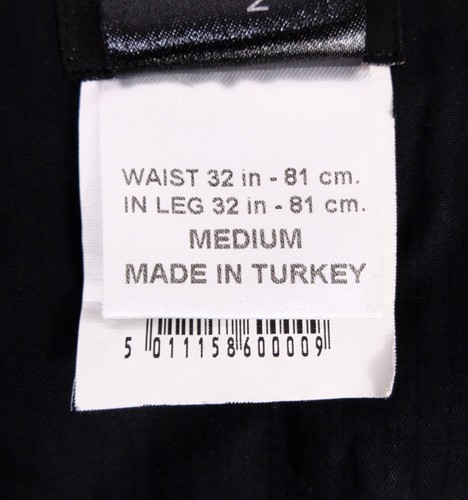 WAIST 32 in - 81 cm.
IN LEG 32 in - 81 cm.
MEDIUM
MADE IN TURKEY
5 011158 600009